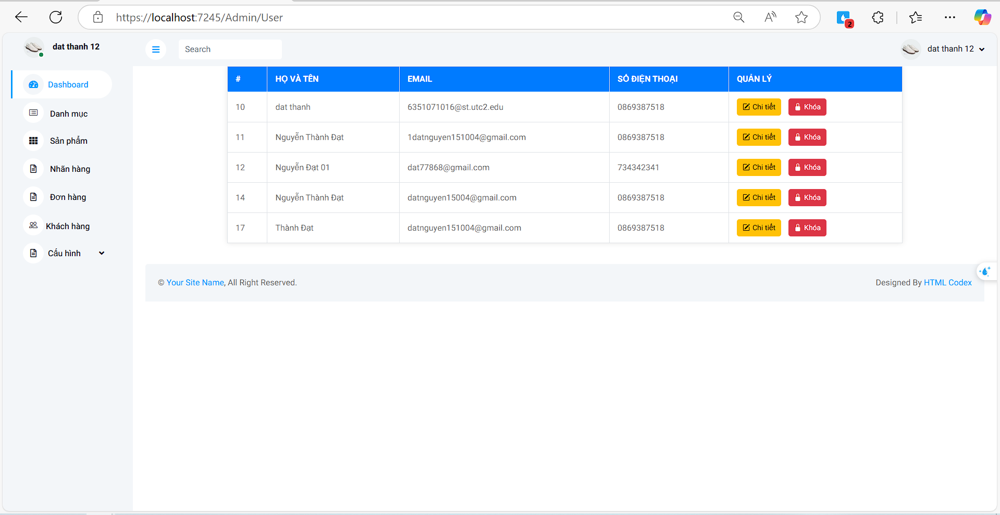 https://localhost:7245/Admin/User
2
dat thanh 12
Search
dat thanh 12
Dashboard
Danh mục
Sản phẩm
Nhãn hàng
Đơn hàng
Khách hàng
Cấu hình
# HỌ VÀ TÊN EMAIL SỐ ĐIỆN THOẠI QUẢN LÝ
10 dat thanh 6351071016@st.utc2.edu 0869387518 Chi tiết Khóa
11 Nguyễn Thành Đạt 1datnguyen151004@gmail.com 0869387518 Chi tiết Khóa
12 Nguyễn Đạt 01 dat77868@gmail.com 734342341 Chi tiết Khóa
14 Nguyễn Thành Đạt datnguyen15004@gmail.com 0869387518 Chi tiết Khóa
17 Thành Đạt datnguyen151004@gmail.com 0869387518 Chi tiết Khóa
© Your Site Name, All Right Reserved.
Designed By HTML Codex